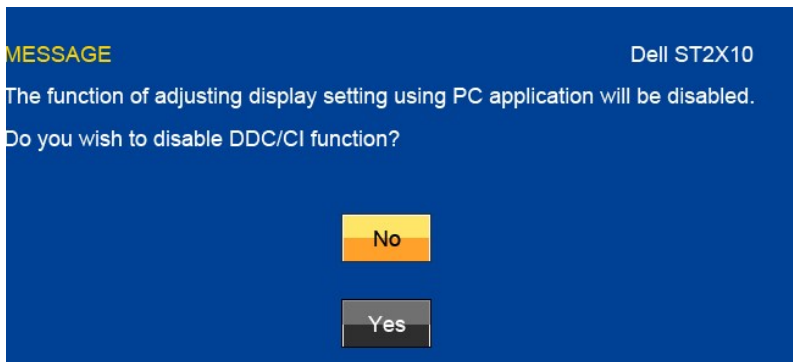 MESSAGE Dell ST2X10
The function of adjusting display setting using PC application will be disabled.
Do you wish to disable DDC/CI function?
No
Yes